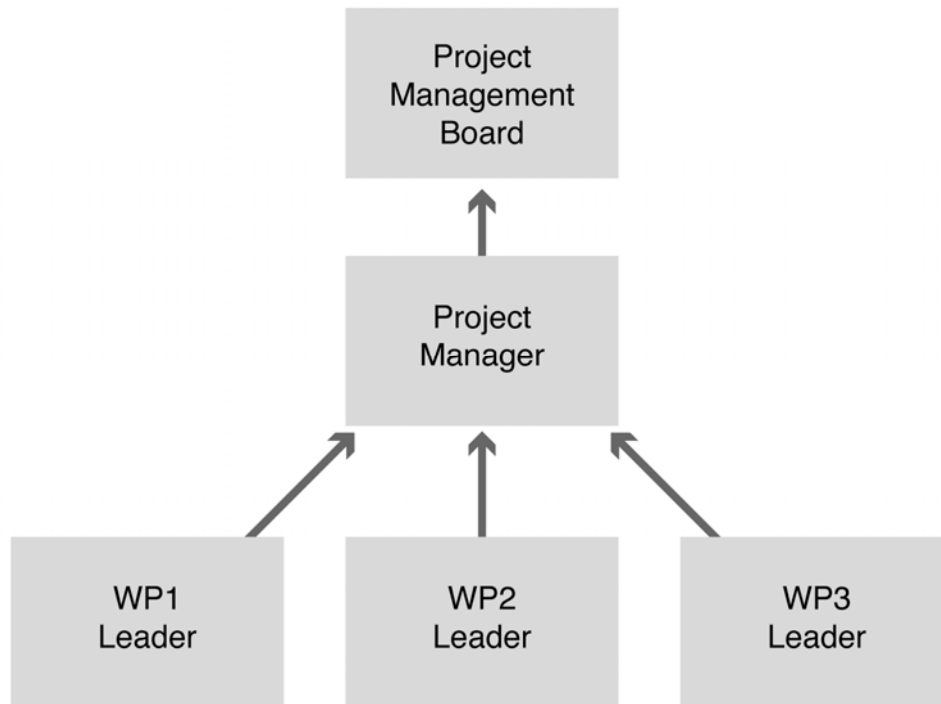 Project
Management
Board
Project
Manager
WP1
Leader
WP2
Leader
WP3
Leader